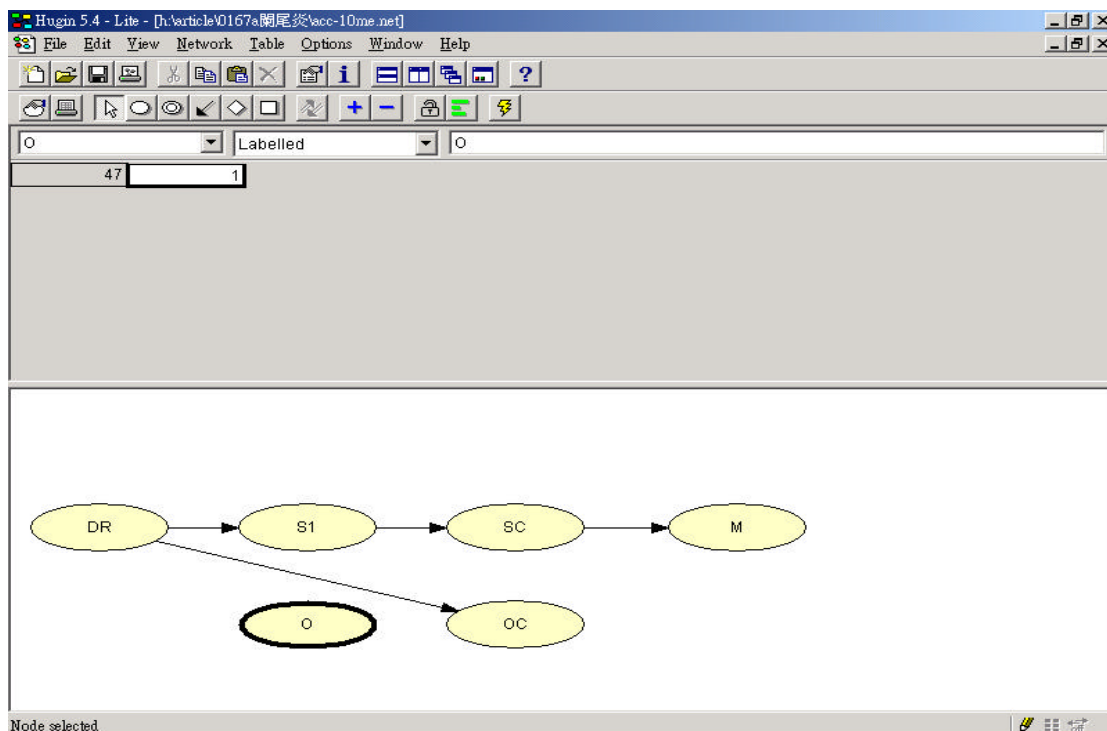 Hugin 5.4 - Lite - [h:\article\0167a闌尾炎\acc-10me.net]
File Edit View Network Table Options Window Help
O Labelled O
47 1
DR S1 SC M
O OC
Node selected